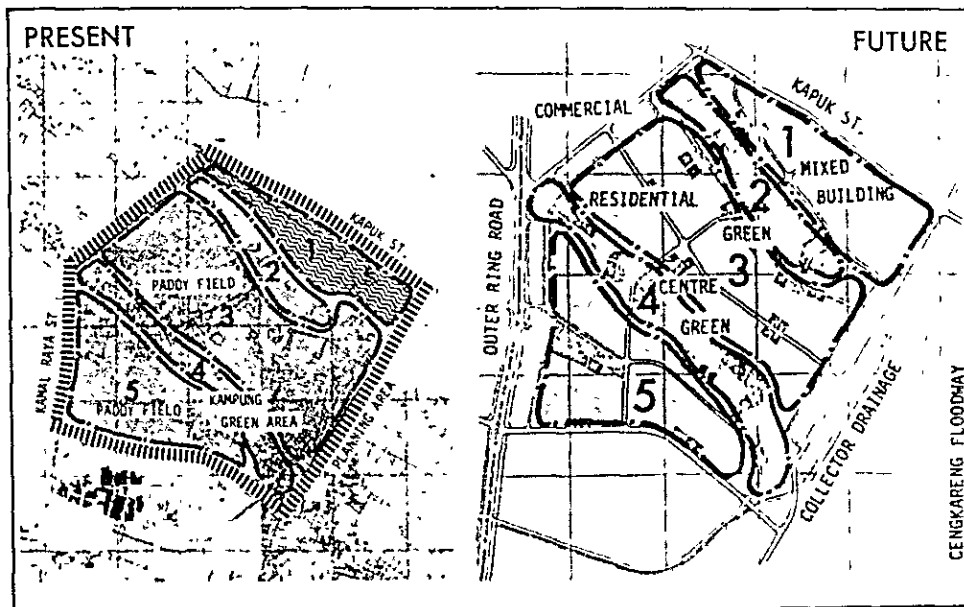 PRESENT
KAPUK ST
1
2
PADDY FIELD
3
KAMAL RAYA ST
4
5
PADDY FIELD
KAMPUNG
GREEN AREA
PLANNING AREA
FUTURE
COMMERCIAL
KAPUK ST.
1
MIXED
BUILDING
RESIDENTIAL
2
GREEN
OUTER RING ROAD
3
CENTRE
4
GREEN
5
COLLECTOR DRAINAGE
CENGKARENG FLOODWAY